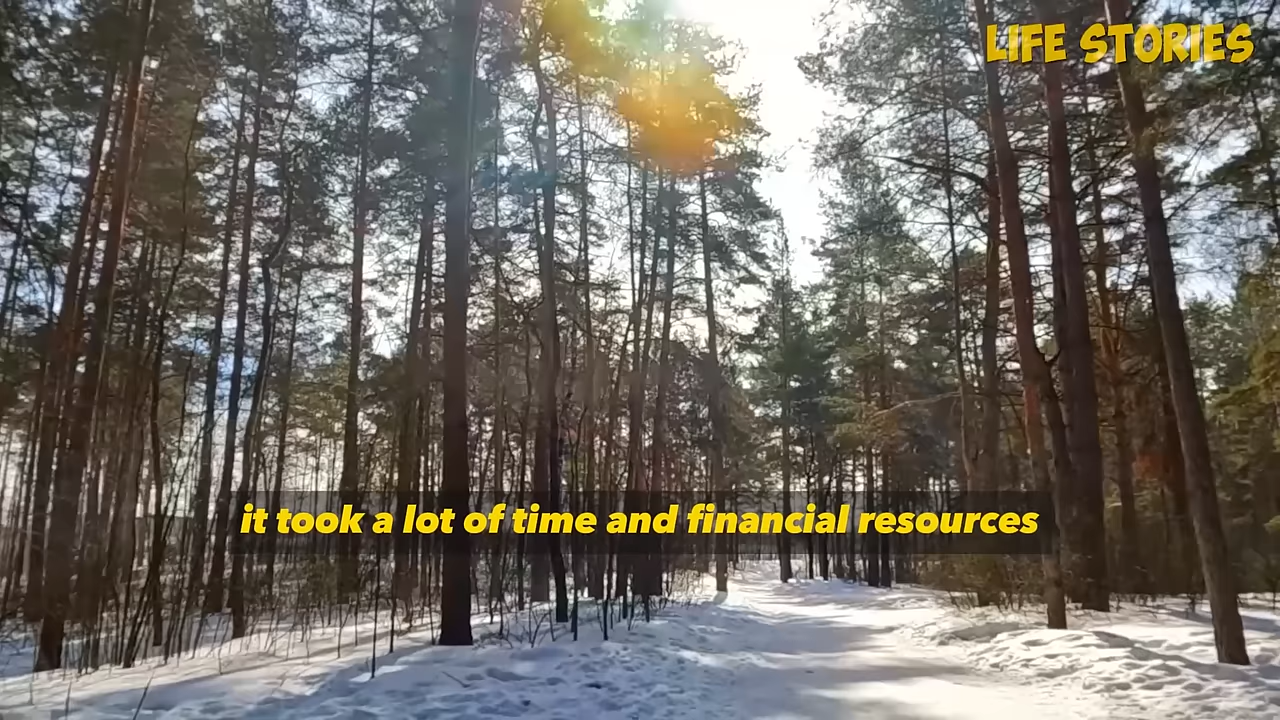 LIFE STORIES
it took a lot of time and financial resources